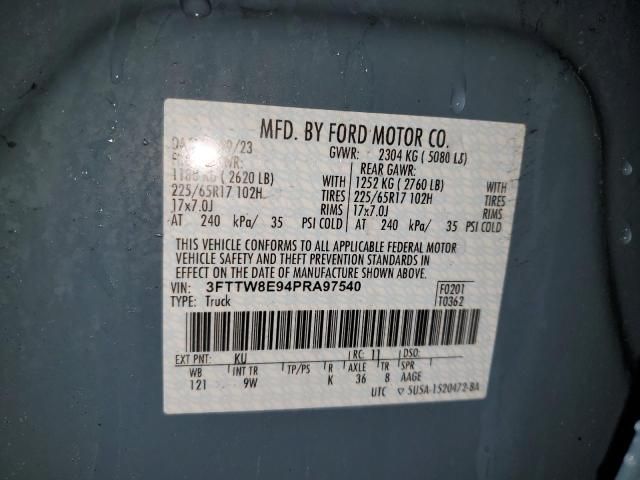 MFD. BY FORD MOTOR CO.
9/23
GVWR: 2304 KG ( 5080 LB)
GAWR: REAR GAWR:
1188 KG ( 2620 LB) WITH 1252 KG ( 2760 LB) WITH
225/65R17 102H TIRES 225/65R17 102H TIRES
17x7.0J RIMS 17x7.0J RIMS
AT 240 kPa/ 35 PSI COLD AT 240 kPa/ 35 PSI COLD
THIS VEHICLE CONFORMS TO ALL APPLICABLE FEDERAL MOTOR
VEHICLE SAFETY AND THEFT PREVENTION STANDARDS IN
EFFECT ON THE DATE OF MANUFACTURE SHOWN ABOVE.
VIN: 3FTTW8E94PRA97540 F0201
TYPE: Truck T0362
EXT PNT: KU RC: 11 DSO:
WB INT TR TP/PS R AXLE TR SPR
121 9W K 36 8 AAGE
UTC ▽ 5U5A-1520472-BA